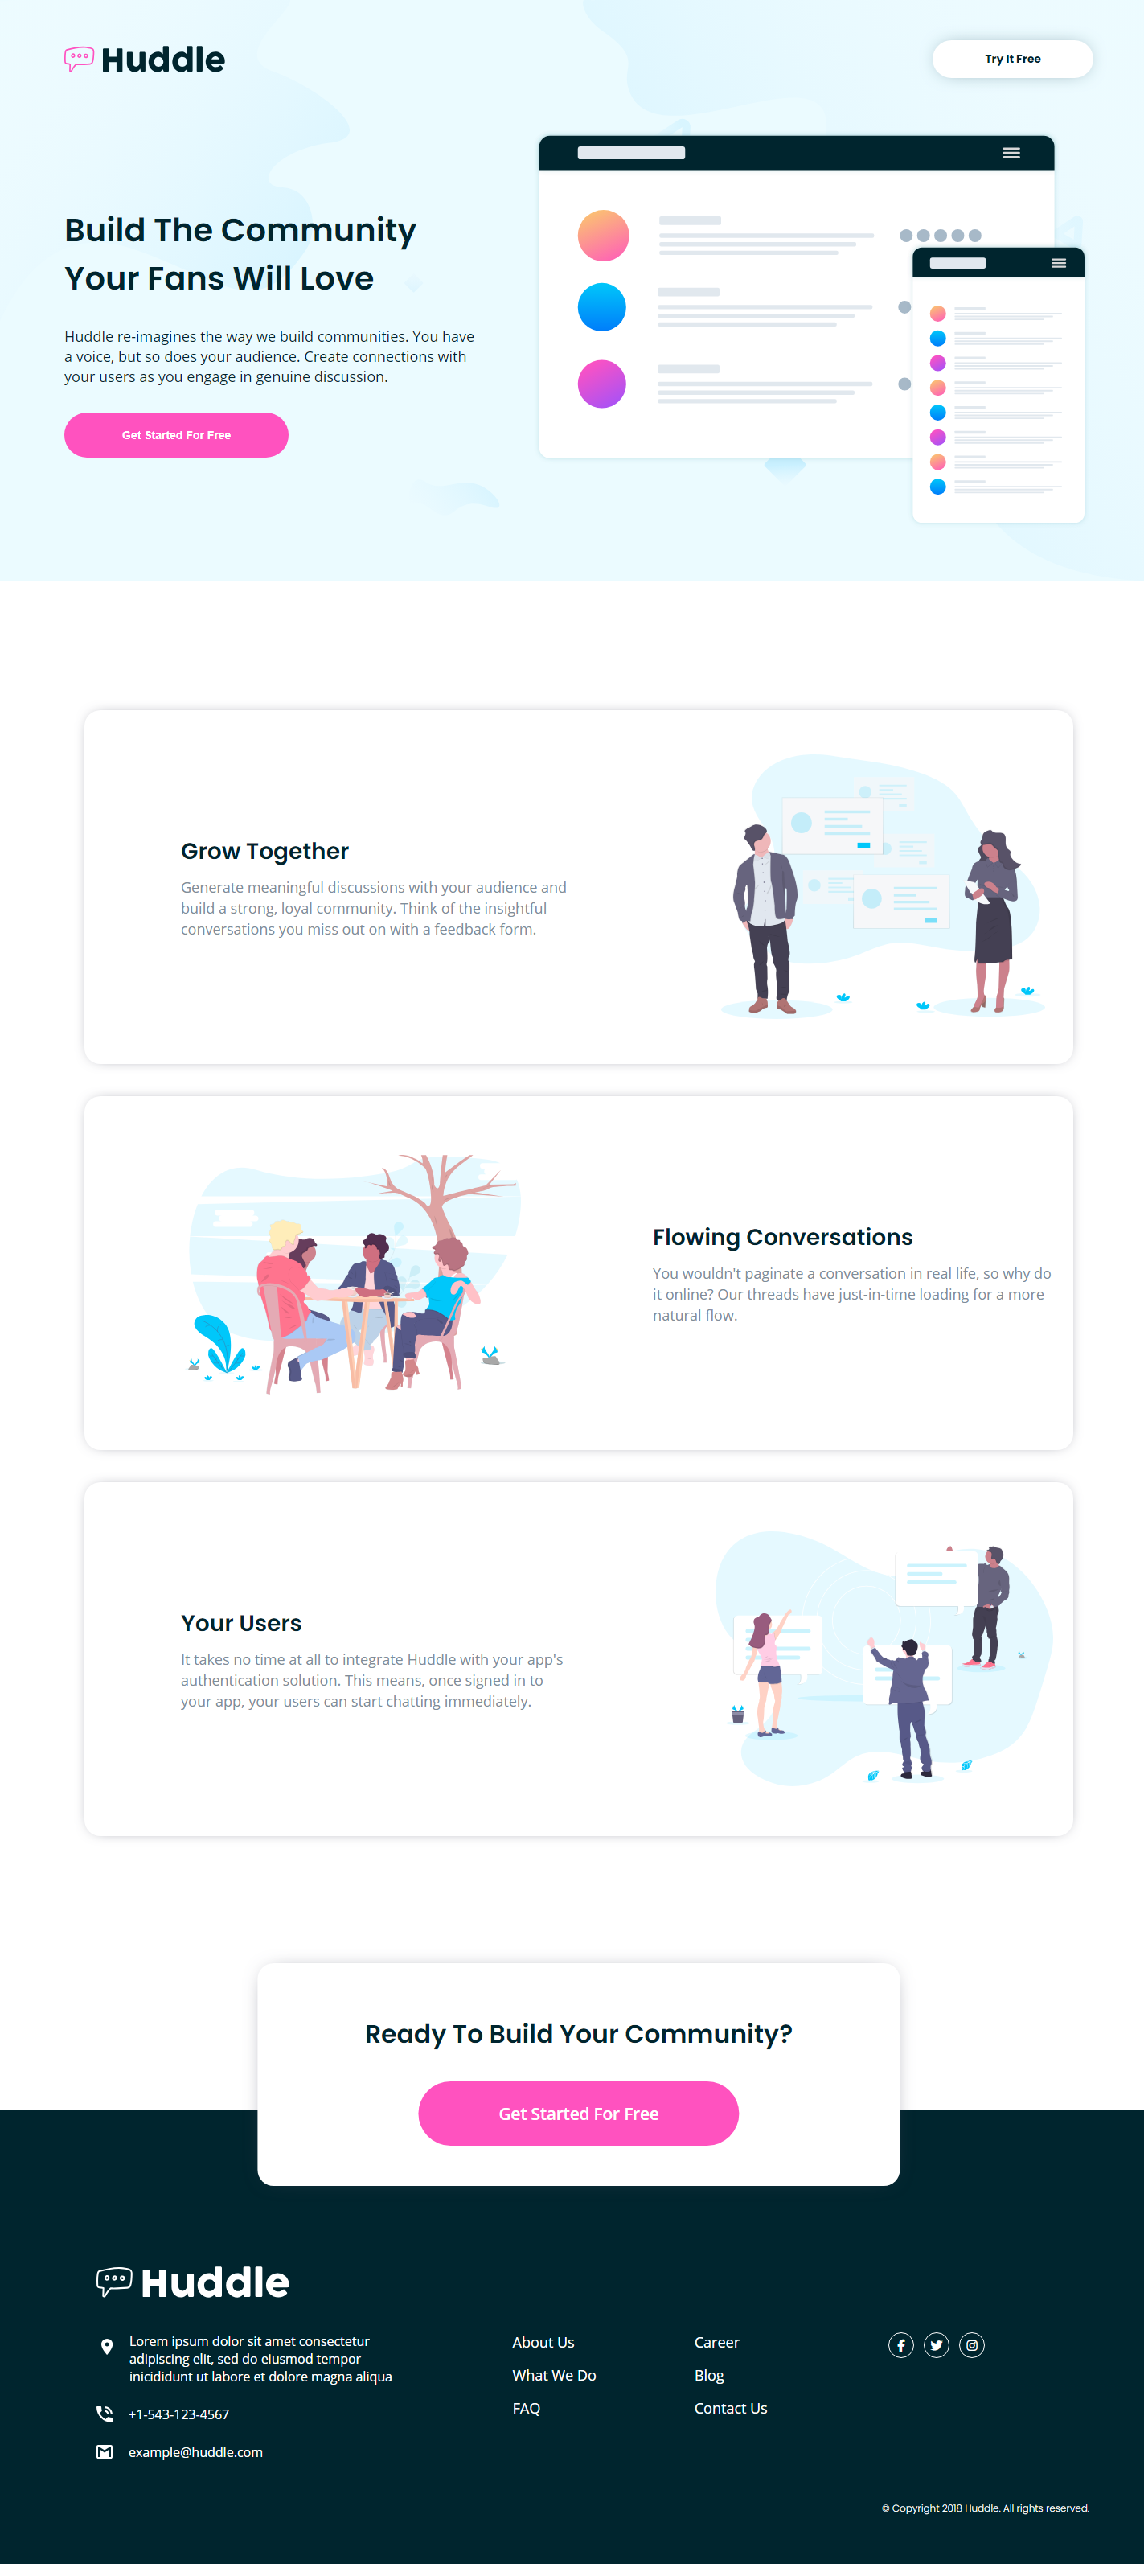 Huddle
Try It Free
Build The Community
Your Fans Will Love
Huddle re-imagines the way we build communities. You have
a voice, but so does your audience. Create connections with
your users as you engage in genuine discussion.
Get Started For Free
Grow Together
Generate meaningful discussions with your audience and
build a strong, loyal community. Think of the insightful
conversations you miss out on with a feedback form.
Flowing Conversations
You wouldn't paginate a conversation in real life, so why do
it online? Our threads have just-in-time loading for a more
natural flow.
Your Users
It takes no time at all to integrate Huddle with your app's
authentication solution. This means, once signed in to
your app, your users can start chatting immediately.
Ready To Build Your Community?
Get Started For Free
Huddle
Lorem ipsum dolor sit amet consectetur
adipiscing elit, sed do eiusmod tempor
inicididunt ut labore et dolore magna aliqua
+1-543-123-4567
example@huddle.com
About Us
What We Do
FAQ
Career
Blog
Contact Us
© Copyright 2018 Huddle. All rights reserved.